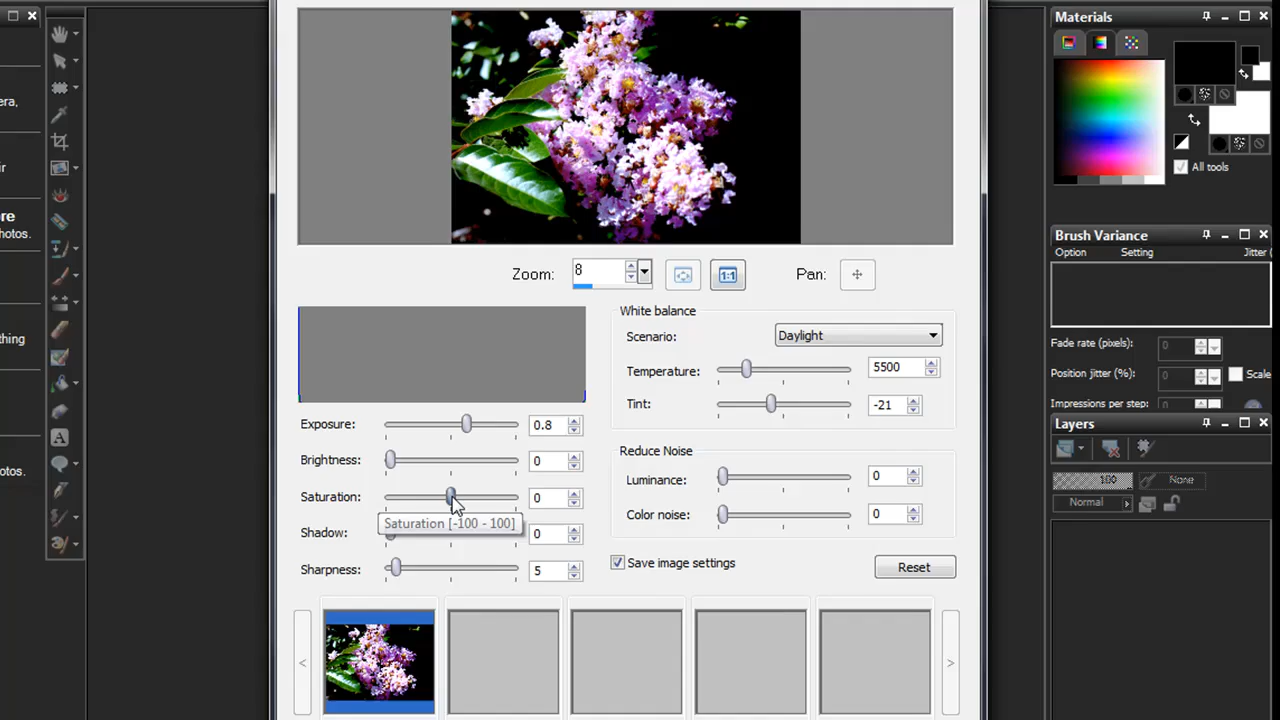 era,
ir
re
hotos.
thing
otos.
Materials
All tools
Brush Variance
Option Setting Jitter (
Fade rate (pixels): 0
Position jitter (%): 0 Scale
Impressions per step: 0
Layers
100 None
Normal
Zoom: 8 1:1 Pan:
White balance
Scenario: Daylight
Temperature: 5500
Tint: -21
Exposure: 0.8
Brightness: 0
Saturation: 0
Saturation [-100 - 100]
Shadow: 0
Sharpness: 5
Reduce Noise
Luminance: 0
Color noise: 0
Save image settings
Reset
< >